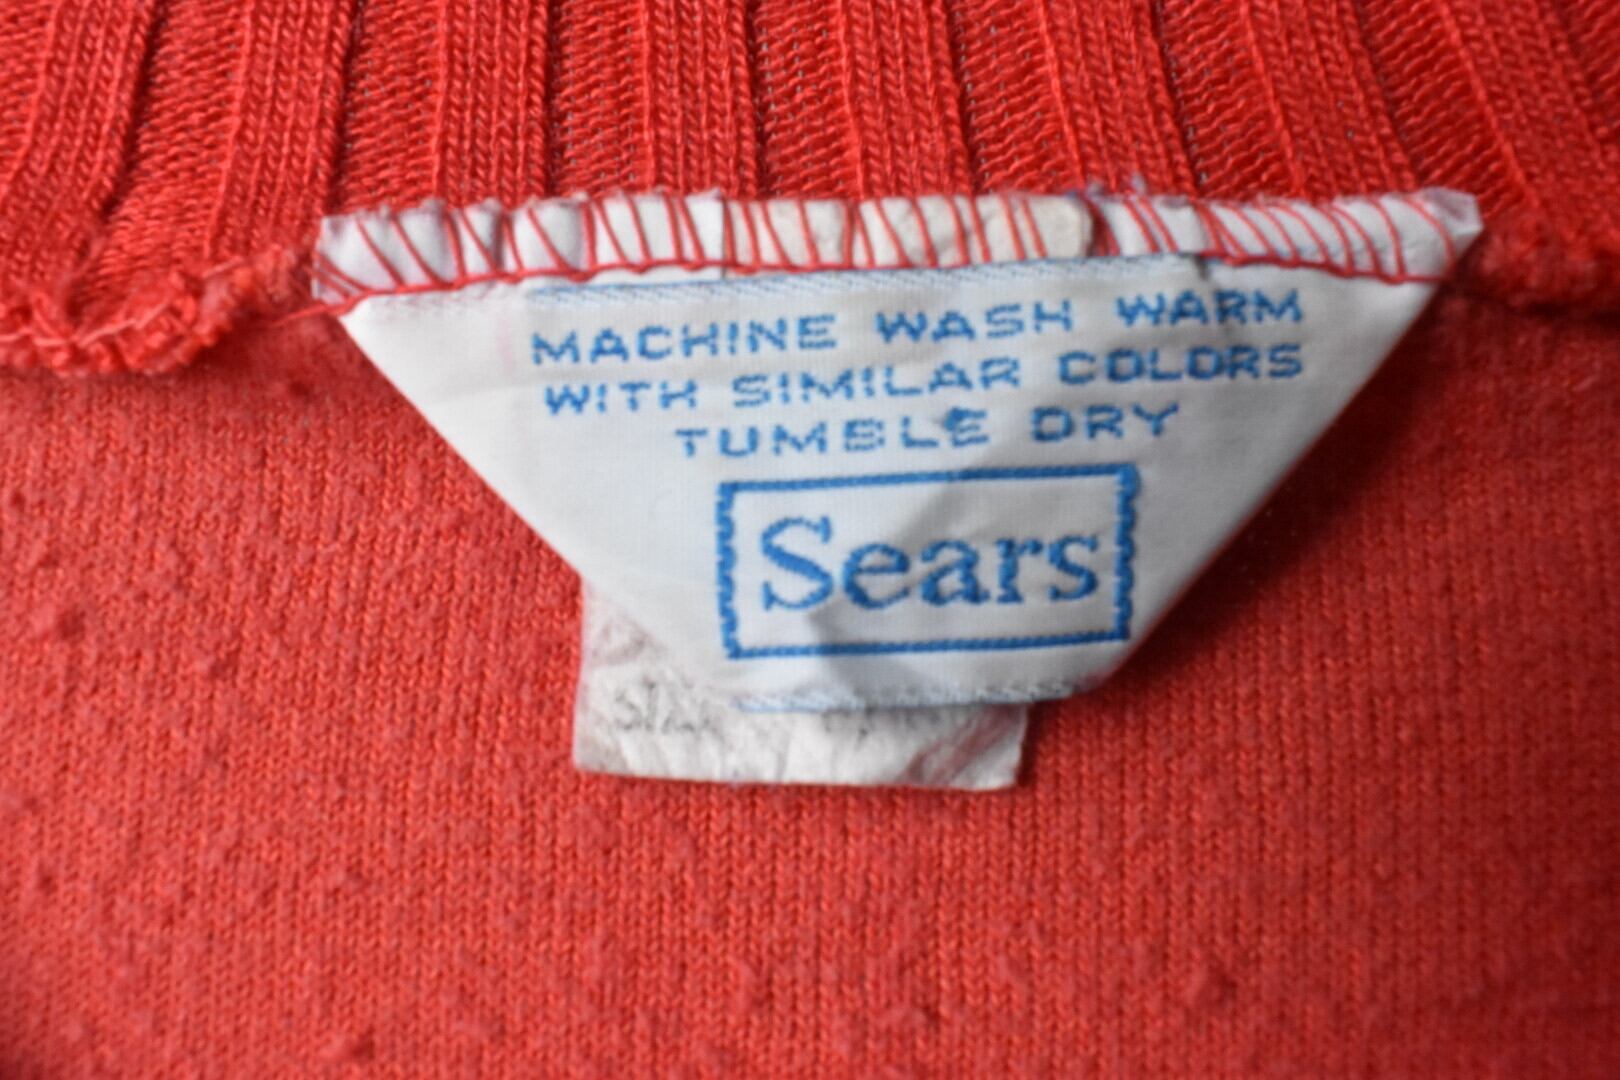 MACHINE WASH WARM
WITH SIMILAR COLORS
TUMBLE DRY
Sears